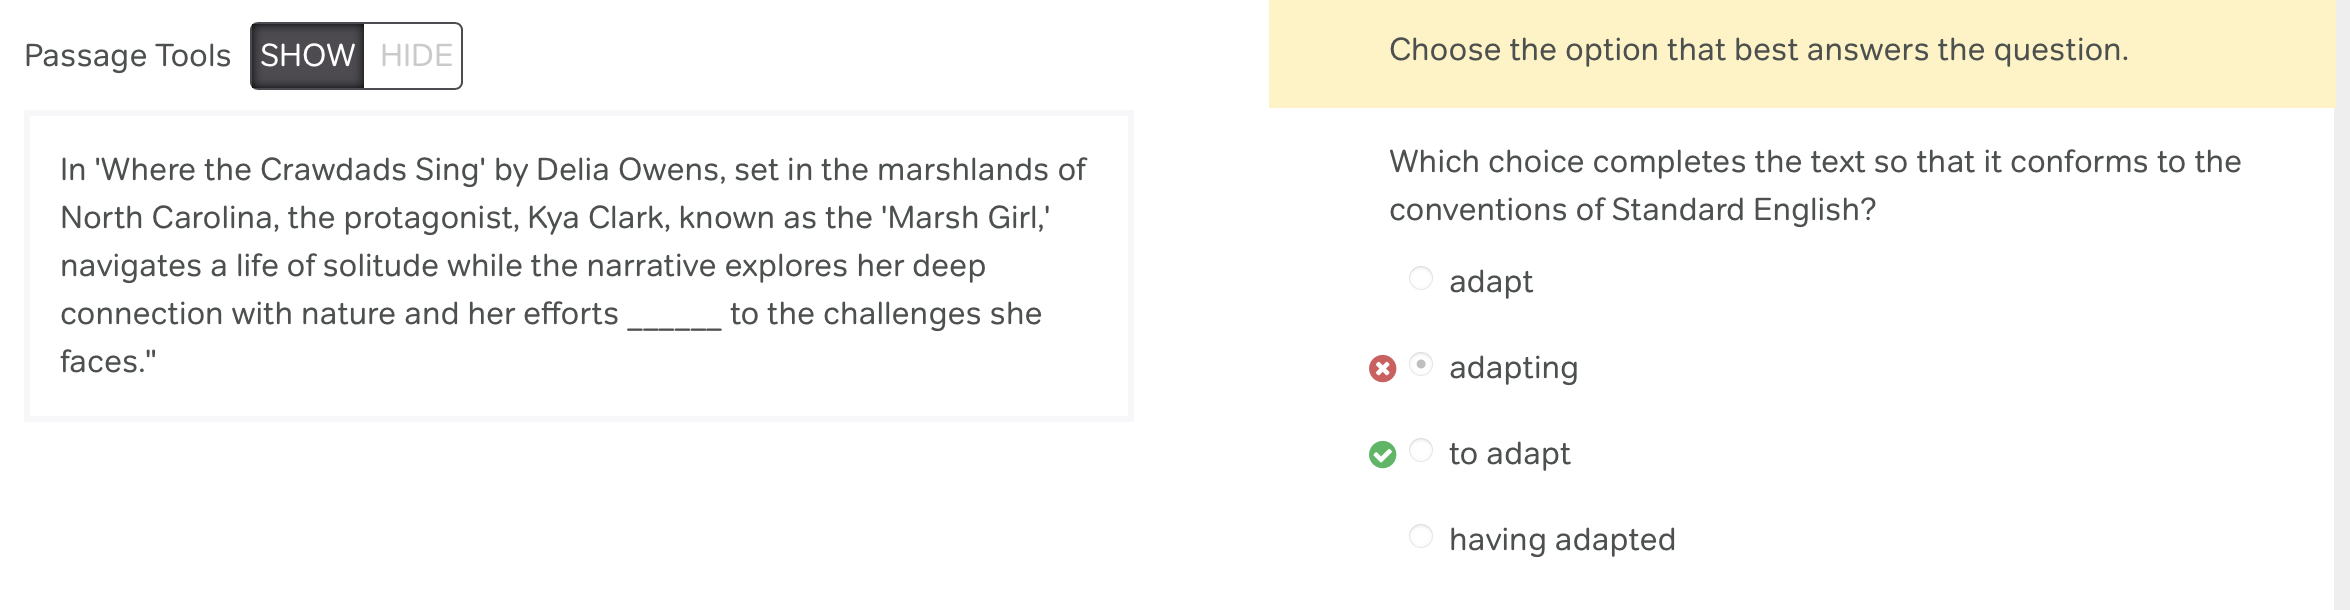 Passage Tools SHOW HIDE
In 'Where the Crawdads Sing' by Delia Owens, set in the marshlands of
North Carolina, the protagonist, Kya Clark, known as the 'Marsh Girl,'
navigates a life of solitude while the narrative explores her deep
connection with nature and her efforts ______ to the challenges she
faces."
Choose the option that best answers the question.
Which choice completes the text so that it conforms to the
conventions of Standard English?
adapt
adapting
to adapt
having adapted